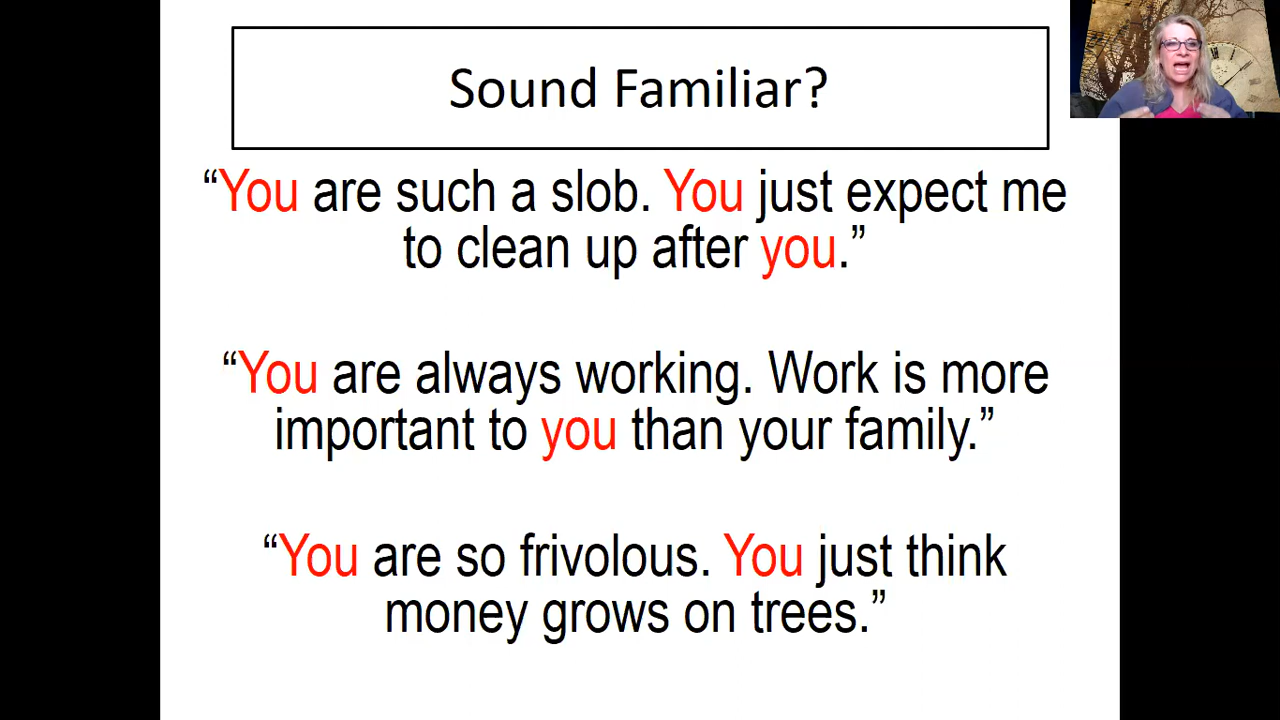 Sound Familiar?
“You are such a slob. You just expect me
to clean up after you.”
“You are always working. Work is more
important to you than your family.”
“You are so frivolous. You just think
money grows on trees.”